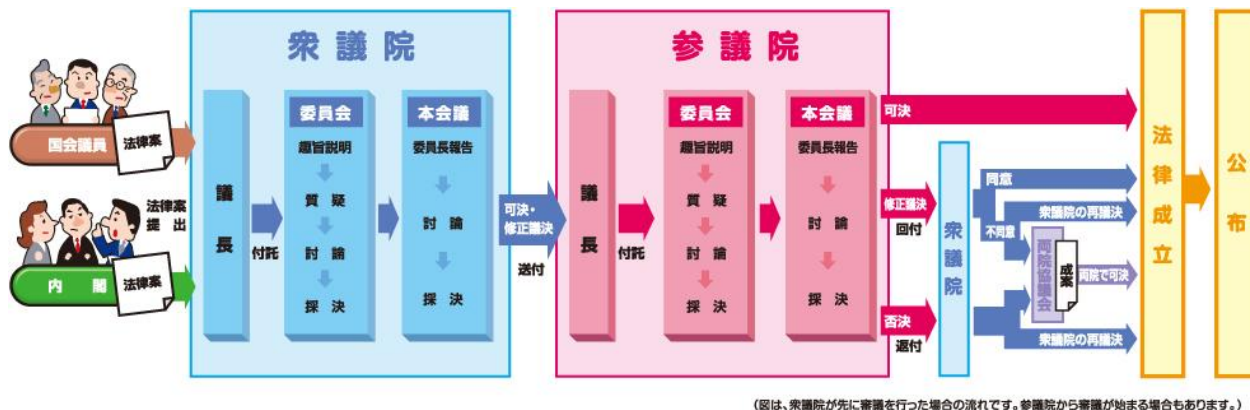 国会議員
法律案
法律案
提出
内閣
法律案
衆議院
議長
付託
委員会
趣旨説明
質疑
討論
採決
本会議
委員長報告
討論
採決
可決・
修正議決
送付
参議院
議長
付託
委員会
趣旨説明
質疑
討論
採決
本会議
委員長報告
討論
採決
可決
修正議決
回付
否決
返付
衆議院
同意
不同意
衆議院の再議決
両院協議会
成案
両院で可決
衆議院の再議決
法律成立
公布
(図は、衆議院が先に審議を行った場合の流れです。参議院から審議が始まる場合もあります。)